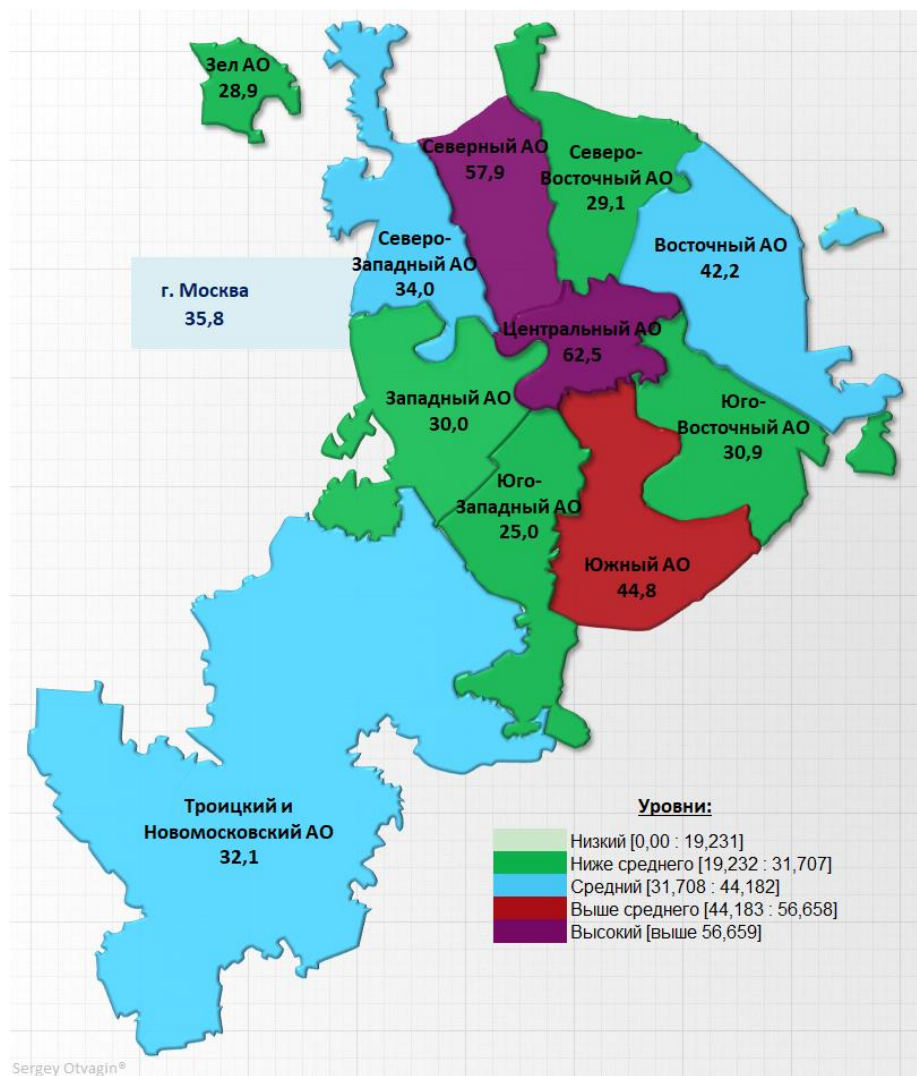 Зел АО
28,9
Северный АО
57,9
Северо-
Восточный АО
29,1
Северо-
Западный АО
34,0
Восточный АО
42,2
г. Москва
35,8
Центральный АО
62,5
Западный АО
30,0
Юго-
Восточный АО
30,9
Юго-
Западный АО
25,0
Южный АО
44,8
Троицкий и
Новомосковский АО
32,1
Уровни:
Низкий [0,00 : 19,231]
Ниже среднего [19,232 : 31,707]
Средний [31,708 : 44,182]
Выше среднего [44,183 : 56,658]
Высокий [выше 56,659]
Sergey Otvagin®